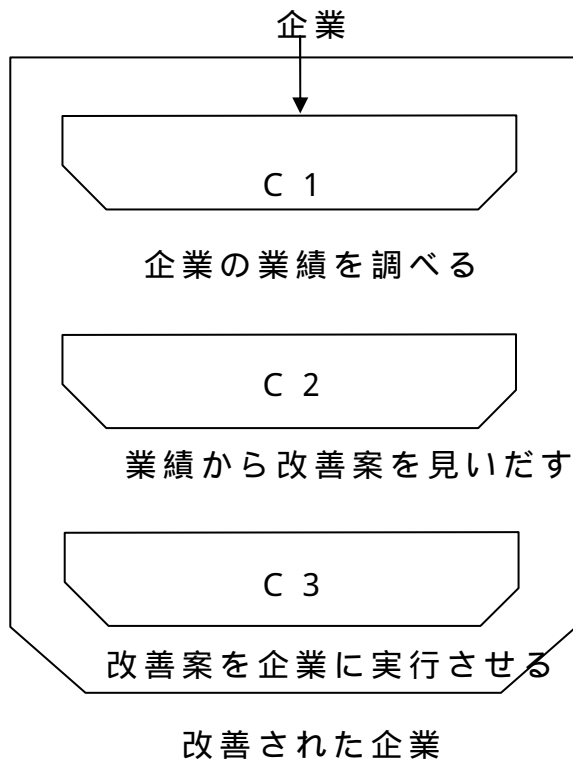 企業
C 1
企業の業績を調べる
C 2
業績から改善案を見いだす
C 3
改善案を企業に実行させる
改善された企業